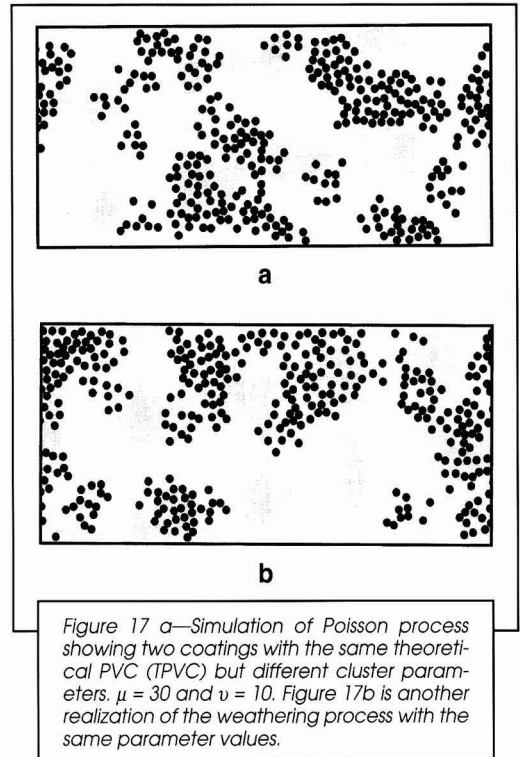 a
b
Figure 17 a—Simulation of Poisson process
showing two coatings with the same theoreti-
cal PVC (TPVC) but different cluster param-
eters. μ = 30 and υ = 10. Figure 17b is another
realization of the weathering process with the
same parameter values.